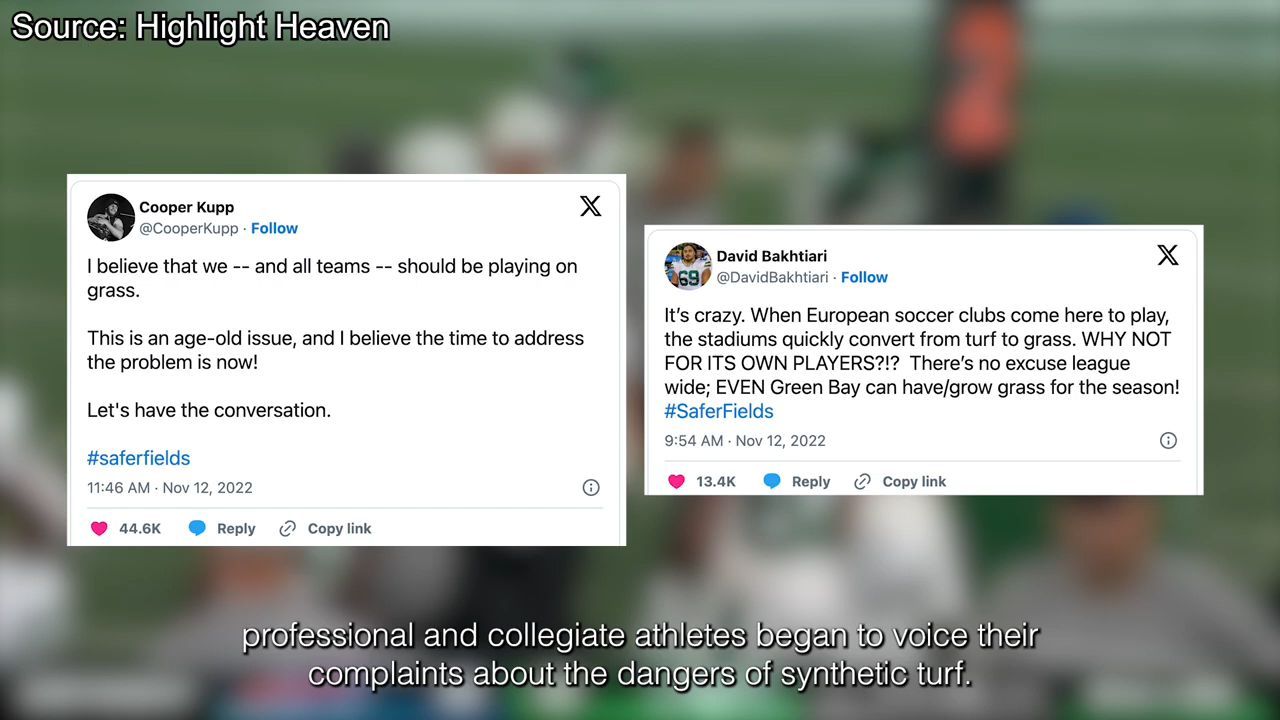 Source: Highlight Heaven
Cooper Kupp
@CooperKupp · Follow
I believe that we -- and all teams -- should be playing on
grass.
This is an age-old issue, and I believe the time to address
the problem is now!
Let's have the conversation.
#saferfields
11:46 AM · Nov 12, 2022
44.6K Reply Copy link
David Bakhtiari
@DavidBakhtiari · Follow
It's crazy. When European soccer clubs come here to play,
the stadiums quickly convert from turf to grass. WHY NOT
FOR ITS OWN PLAYERS?!? There's no excuse league
wide; EVEN Green Bay can have/grow grass for the season!
#SaferFields
9:54 AM · Nov 12, 2022
13.4K Reply Copy link
professional and collegiate athletes began to voice their
complaints about the dangers of synthetic turf.